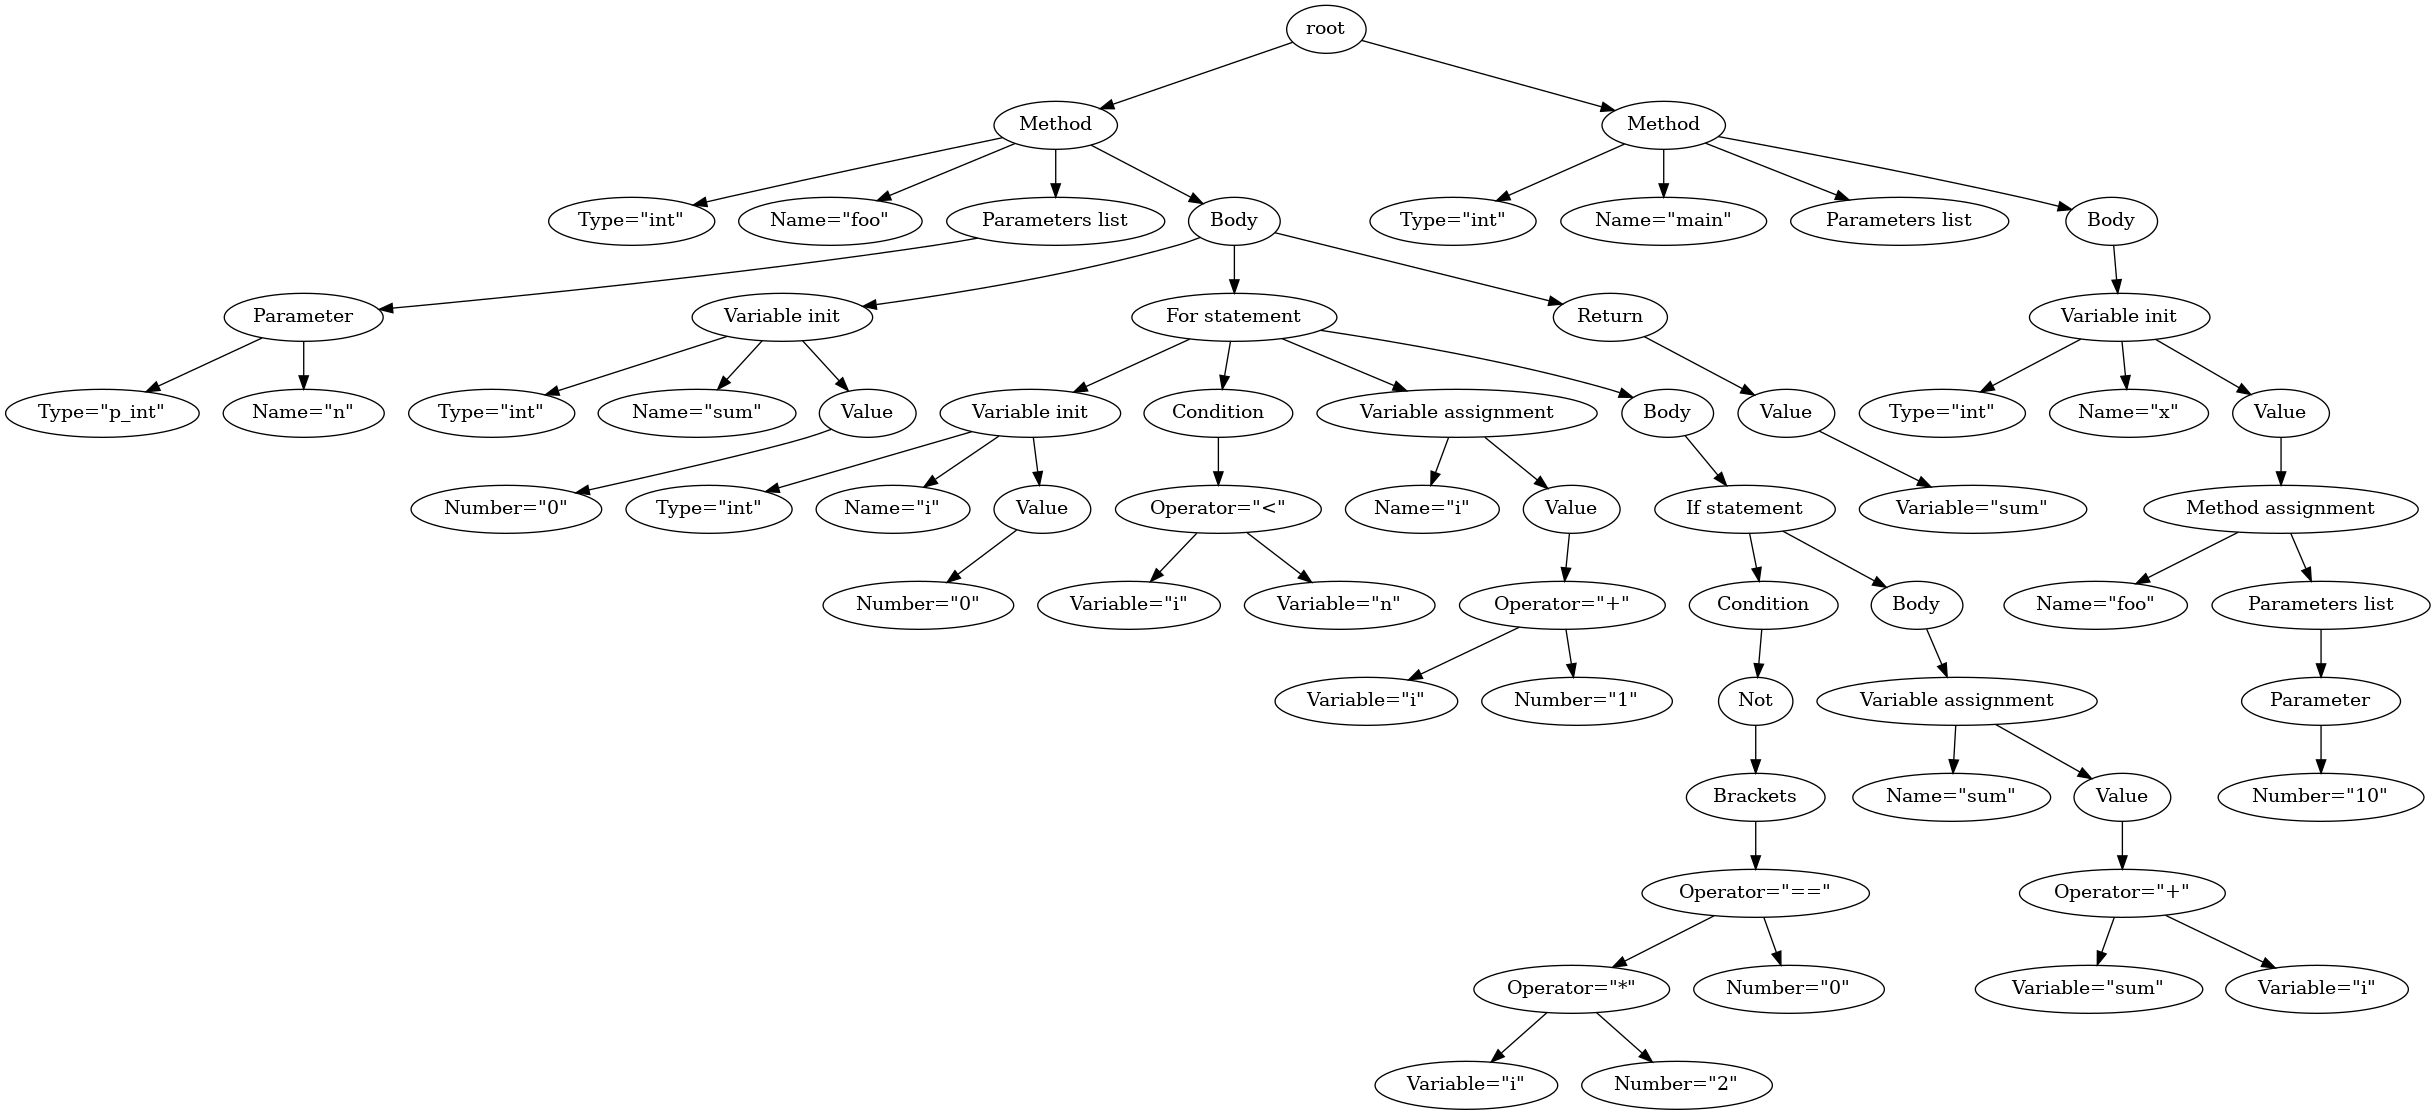 root
Method
Method
Type="int"
Name="foo"
Parameters list
Body
Type="int"
Name="main"
Parameters list
Body
Parameter
Variable init
For statement
Return
Variable init
Type="p_int"
Name="n"
Type="int"
Name="sum"
Value
Variable init
Condition
Variable assignment
Body
Value
Type="int"
Name="x"
Value
Number="0"
Type="int"
Name="i"
Value
Operator="<"
Name="i"
Value
If statement
Variable="sum"
Method assignment
Number="0"
Variable="i"
Variable="n"
Operator="+"
Condition
Body
Name="foo"
Parameters list
Variable="i"
Number="1"
Not
Variable assignment
Parameter
Brackets
Name="sum"
Value
Number="10"
Operator="=="
Operator="+"
Operator="*"
Number="0"
Variable="sum"
Variable="i"
Variable="i"
Number="2"